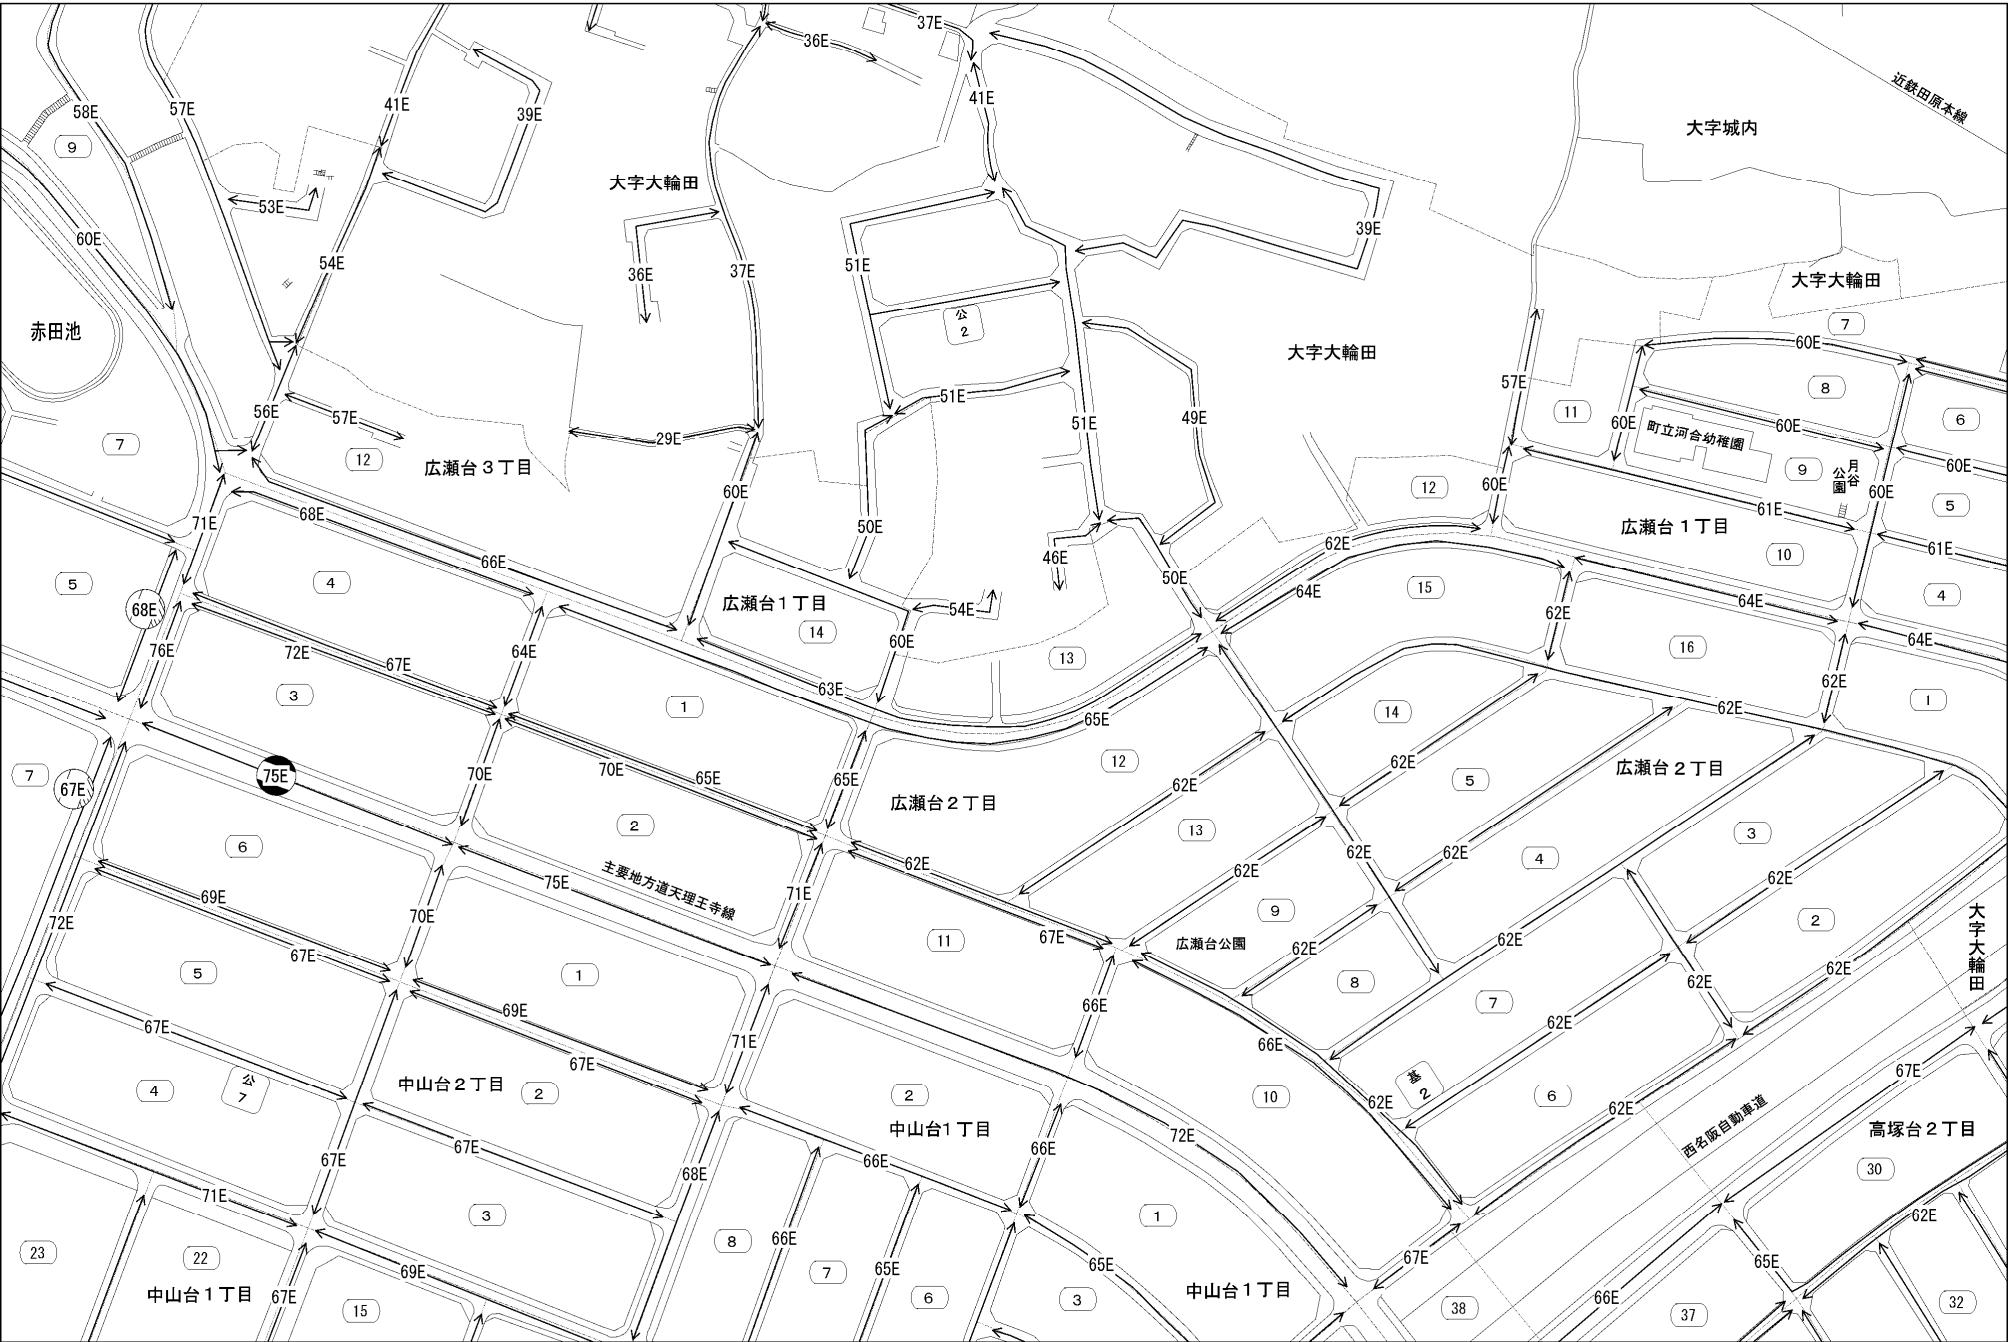 37E
36E
近鉄田原本線
58E
57E
41E
39E
41E
大字城内
9
大字大輪田
53E
39E
60E
54E
36E
37E
51E
大字大輪田
赤田池
公
2
7
大字大輪田
60E
57E
8
56E
57E
51E
51E
49E
11
60E
60E
6
29E
町立河合幼稚園
7
12
広瀬台3丁目
9
月谷
公園
60E
60E
12
60E
60E
5
68E
71E
50E
61E
広瀬台1丁目
62E
61E
66E
46E
10
5
4
50E
15
64E
4
68E
広瀬台1丁目
54E
64E
62E
14
60E
64E
76E
72E
67E
64E
13
16
62E
3
63E
1
65E
14
62E
1
7
67E
75E
70E
70E
65E
65E
12
62E
5
広瀬台2丁目
62E
広瀬台2丁目
6
2
13
3
62E
62E
4
62E
主要地方道天理王寺線
75E
71E
62E
62E
69E
72E
70E
9
2
大字大輪田
67E
11
67E
広瀬台公園
62E
62E
5
1
62E
62E
8
7
66E
69E
62E
67E
71E
66E
67E
67E
公
7
4
中山台2丁目
2
2
10
基
2
62E
6
62E
西名阪自動車道
中山台1丁目
72E
高塚台2丁目
67E
66E
67E
66E
68E
30
71E
3
1
62E
23
22
8
66E
67E
65E
65E
69E
7
65E
中山台1丁目
67E
15
6
3
中山台1丁目
66E
38
37
32